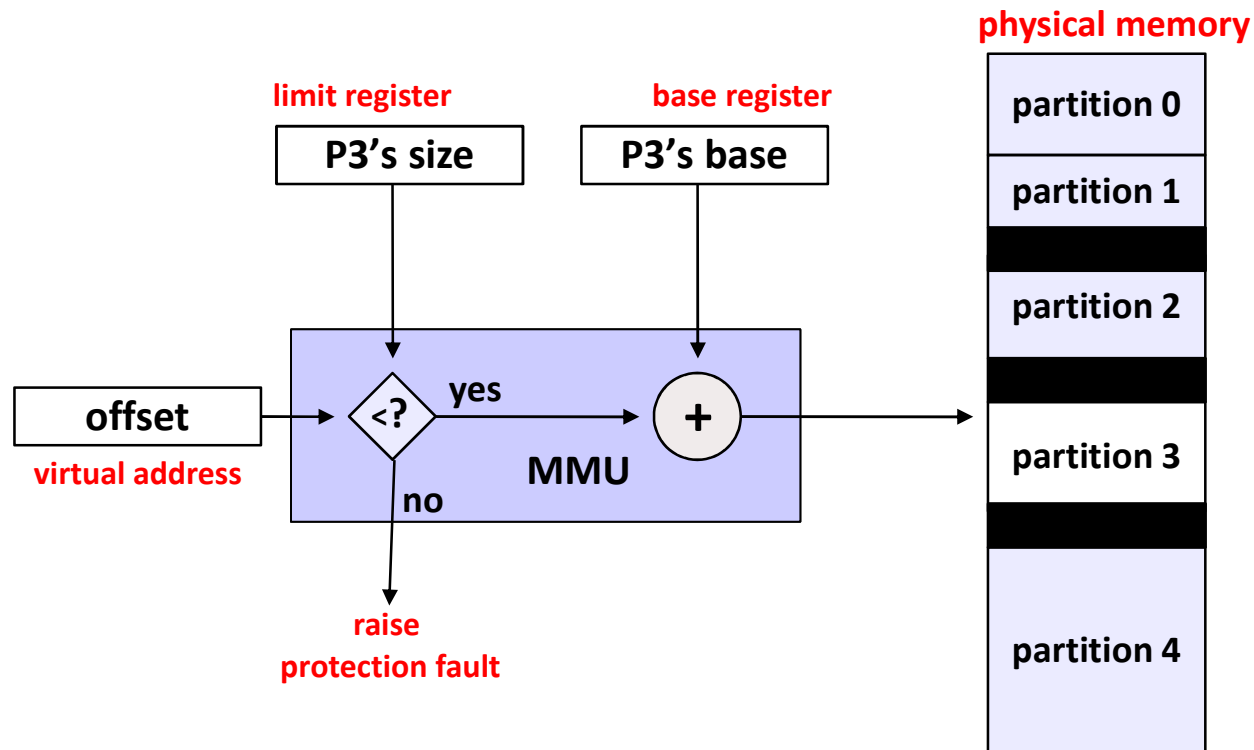 physical memory
limit register
base register
P3’s size
P3’s base
partition 0
partition 1
partition 2
partition 3
partition 4
offset
virtual address
<?
yes
+
MMU
no
raise
protection fault